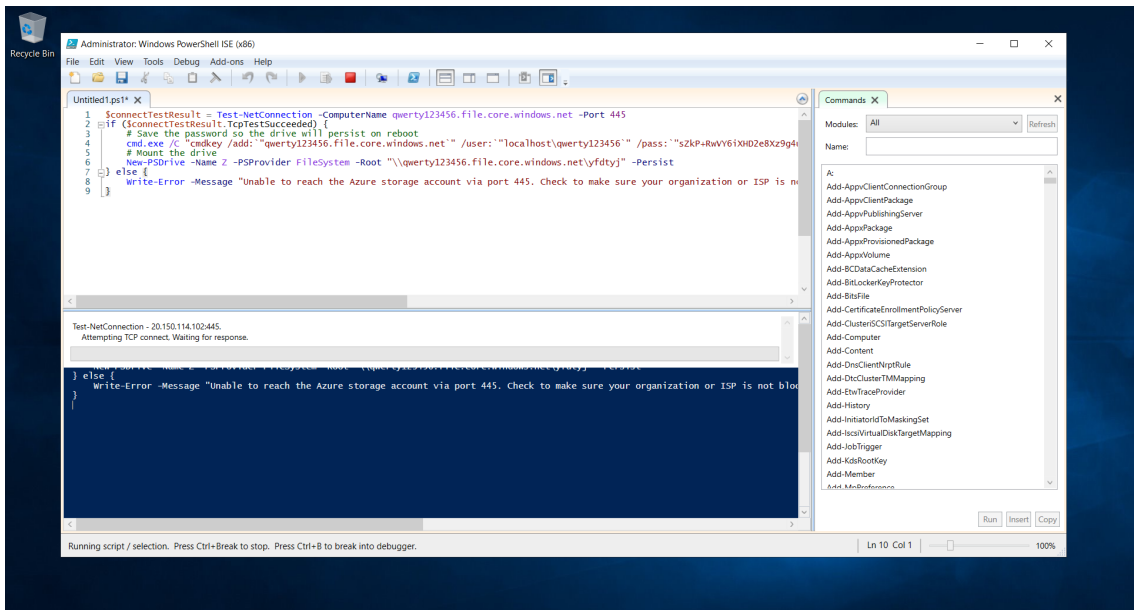 Recycle Bin
Administrator: Windows PowerShell ISE (x86)
File Edit View Tools Debug Add-ons Help
Untitled1.ps1* X
1 $connectTestResult = Test-NetConnection -ComputerName qwerty123456.file.core.windows.net -Port 445
2 if ($connectTestResult.TcpTestSucceeded) {
3 # Save the password so the drive will persist on reboot
4 cmd.exe /C "cmdkey /add:`"qwerty123456.file.core.windows.net`" /user:`"localhost\qwerty123456`" /pass:`"sZkP+RwVY6iXHD2e8Xz9g4
5 # Mount the drive
6 New-PSDrive -Name Z -PSProvider FileSystem -Root "\\qwerty123456.file.core.windows.net\yfdtyj" -Persist
7 } else {
8 Write-Error -Message "Unable to reach the Azure storage account via port 445. Check to make sure your organization or ISP is n
9 }
Test-NetConnection - 20.150.114.102:445.
Attempting TCP connect, Waiting for response.
} else {
Write-Error -Message "Unable to reach the Azure storage account via port 445. Check to make sure your organization or ISP is not bloc
}
Running script / selection. Press Ctrl+Break to stop. Press Ctrl+B to break into debugger.
Ln 10 Col 1
100%
Commands X
Modules: All
Refresh
Name:
A:
Add-AppvClientConnectionGroup
Add-AppvClientPackage
Add-AppvPublishingServer
Add-AppxPackage
Add-AppxProvisionedPackage
Add-AppxVolume
Add-BCDataCacheExtension
Add-BitLockerKeyProtector
Add-BitsFile
Add-CertificateEnrollmentPolicyServer
Add-ClusteriSCSITargetServerRole
Add-Computer
Add-Content
Add-DnsClientNrptRule
Add-DtcClusterTMMapping
Add-EtwTraceProvider
Add-History
Add-InitiatorIdToMaskingSet
Add-IscsiVirtualDiskTargetMapping
Add-JobTrigger
Add-KdsRootKey
Add-Member
Add-MpPreference
Run Insert Copy